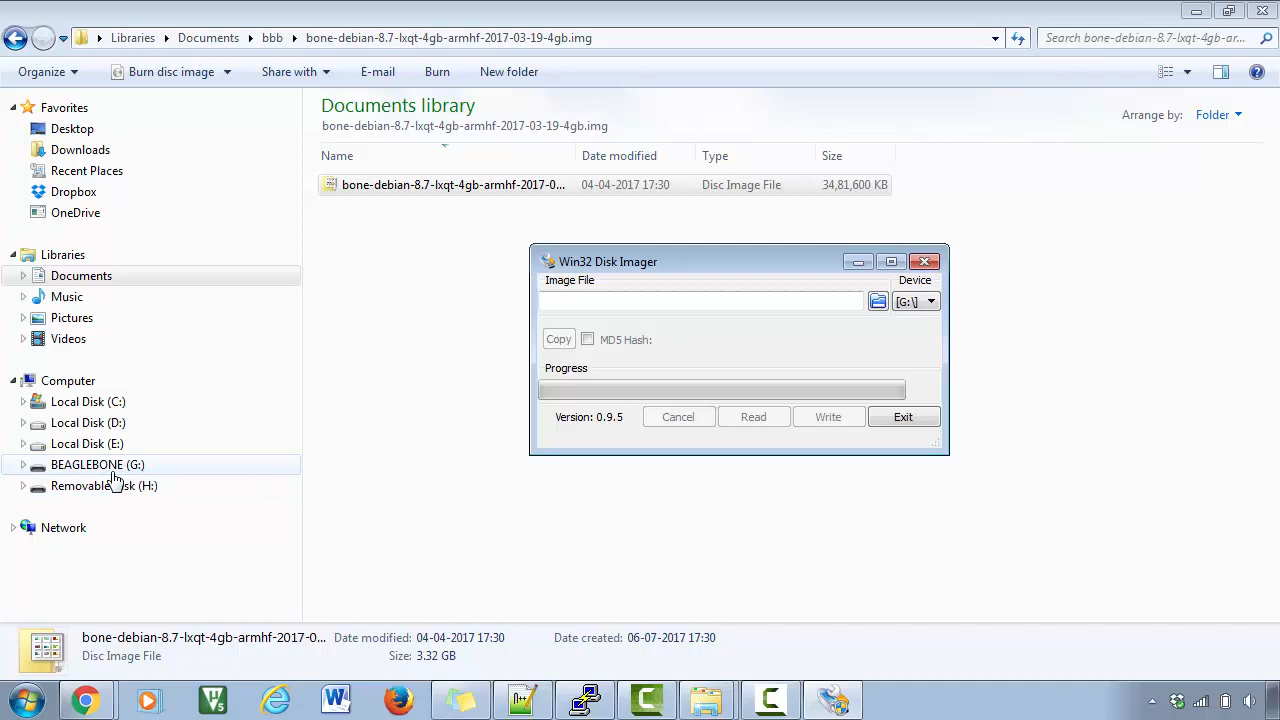 Libraries Documents bbb bone-debian-8.7-lxqt-4gb-armhf-2017-03-19-4gb.img Search bone-debian-8.7-lxqt-4gb-ar...
Organize Burn disc image Share with E-mail Burn New folder
Favorites
Desktop
Downloads
Recent Places
Dropbox
OneDrive
Libraries
Documents
Music
Pictures
Videos
Computer
Local Disk (C:)
Local Disk (D:)
Local Disk (E:)
BEAGLEBONE (G:)
Removable Disk (H:)
Network
Documents library
bone-debian-8.7-lxqt-4gb-armhf-2017-03-19-4gb.img
Arrange by: Folder
Name Date modified Type Size
bone-debian-8.7-lxqt-4gb-armhf-2017-0... 04-04-2017 17:30 Disc Image File 34,81,600 KB
Win32 Disk Imager
Image File Device
[G:\]
Copy MD5 Hash:
Progress
Version: 0.9.5 Cancel Read Write Exit
bone-debian-8.7-lxqt-4gb-armhf-2017-0... Date modified: 04-04-2017 17:30 Date created: 06-07-2017 17:30
Disc Image File Size: 3.32 GB